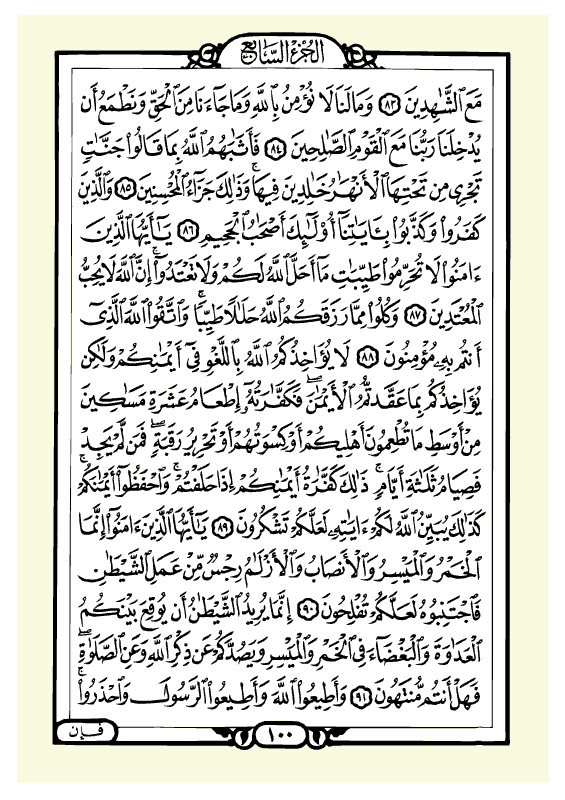 الجزء السابع
مَعَ ٱلشَّٰهِدِينَ ٨٣ وَمَا لَنَا لَا نُؤْمِنُ بِٱللَّهِ وَمَا جَآءَنَا مِنَ ٱلْحَقِّ وَنَطْمَعُ أَن
يُدْخِلَنَا رَبُّنَا مَعَ ٱلْقَوْمِ ٱلصَّٰلِحِينَ ٨٤ فَأَثَٰبَهُمُ ٱللَّهُ بِمَا قَالُوا۟ جَنَّٰتٍ
تَجْرِى مِن تَحْتِهَا ٱلْأَنْهَٰرُ خَٰلِدِينَ فِيهَا ۚ وَذَٰلِكَ جَزَآءُ ٱلْمُحْسِنِينَ ٨٥ وَٱلَّذِينَ
كَفَرُوا۟ وَكَذَّبُوا۟ بِـَٔايَٰتِنَآ أُو۟لَٰٓئِكَ أَصْحَٰبُ ٱلْجَحِيمِ ٨٦ يَٰٓأَيُّهَا ٱلَّذِينَ
ءَامَنُوا۟ لَا تُحَرِّمُوا۟ طَيِّبَٰتِ مَآ أَحَلَّ ٱللَّهُ لَكُمْ وَلَا تَعْتَدُوٓا۟ ۚ إِنَّ ٱللَّهَ لَا يُحِبُّ
ٱلْمُعْتَدِينَ ٨٧ وَكُلُوا۟ مِمَّا رَزَقَكُمُ ٱللَّهُ حَلَٰلًا طَيِّبًا ۚ وَٱتَّقُوا۟ ٱللَّهَ ٱلَّذِىٓ
أَنتُم بِهِۦ مُؤْمِنُونَ ٨٨ لَا يُؤَاخِذُكُمُ ٱللَّهُ بِٱللَّغْوِ فِىٓ أَيْمَٰنِكُمْ وَلَٰكِن
يُؤَاخِذُكُم بِمَا عَقَّدتُّمُ ٱلْأَيْمَٰنَ ۖ فَكَفَّٰرَتُهُۥٓ إِطْعَامُ عَشَرَةِ مَسَٰكِينَ
مِنْ أَوْسَطِ مَا تُطْعِمُونَ أَهْلِيكُمْ أَوْ كِسْوَتُهُمْ أَوْ تَحْرِيرُ رَقَبَةٍ ۖ فَمَن لَّمْ يَجِدْ
فَصِيَامُ ثَلَٰثَةِ أَيَّامٍ ۚ ذَٰلِكَ كَفَّٰرَةُ أَيْمَٰنِكُمْ إِذَا حَلَفْتُمْ ۚ وَٱحْفَظُوٓا۟ أَيْمَٰنَكُمْ ۚ
كَذَٰلِكَ يُبَيِّنُ ٱللَّهُ لَكُمْ ءَايَٰتِهِۦ لَعَلَّكُمْ تَشْكُرُونَ ٨٩ يَٰٓأَيُّهَا ٱلَّذِينَ ءَامَنُوٓا۟ إِنَّمَا
ٱلْخَمْرُ وَٱلْمَيْسِرُ وَٱلْأَنصَابُ وَٱلْأَزْلَٰمُ رِجْسٌ مِّنْ عَمَلِ ٱلشَّيْطَٰنِ
فَٱجْتَنِبُوهُ لَعَلَّكُمْ تُفْلِحُونَ ٩٠ إِنَّمَا يُرِيدُ ٱلشَّيْطَٰنُ أَن يُوقِعَ بَيْنَكُمُ
ٱلْعَدَٰوَةَ وَٱلْبَغْضَآءَ فِى ٱلْخَمْرِ وَٱلْمَيْسِرِ وَيَصُدَّكُمْ عَن ذِكْرِ ٱللَّهِ وَعَنِ ٱلصَّلَوٰةِ ۖ
فَهَلْ أَنتُم مُّنتَهُونَ ٩١ وَأَطِيعُوا۟ ٱللَّهَ وَأَطِيعُوا۟ ٱلرَّسُولَ وَٱحْذَرُوا۟ ۚ
فإن
١٠٠